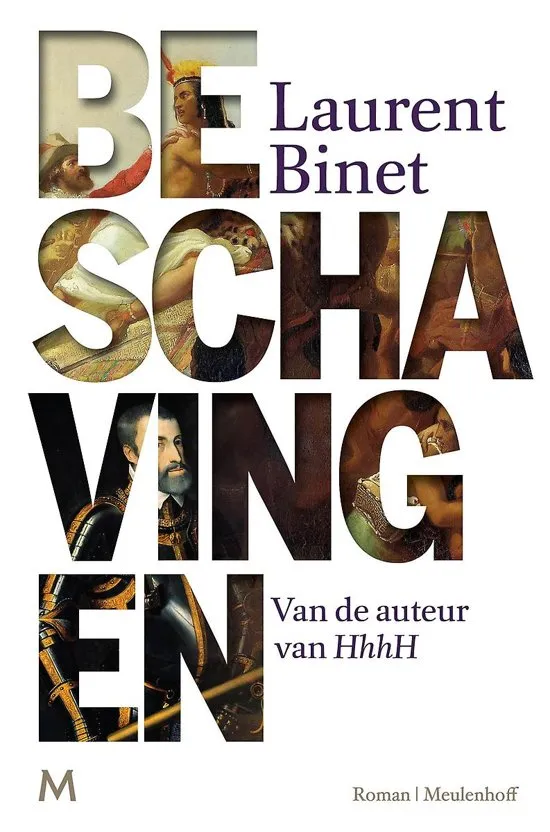 BE
Laurent
Binet
SCHA
VING
EN
Van de auteur
van HhhH
M
Roman | Meulenhoff